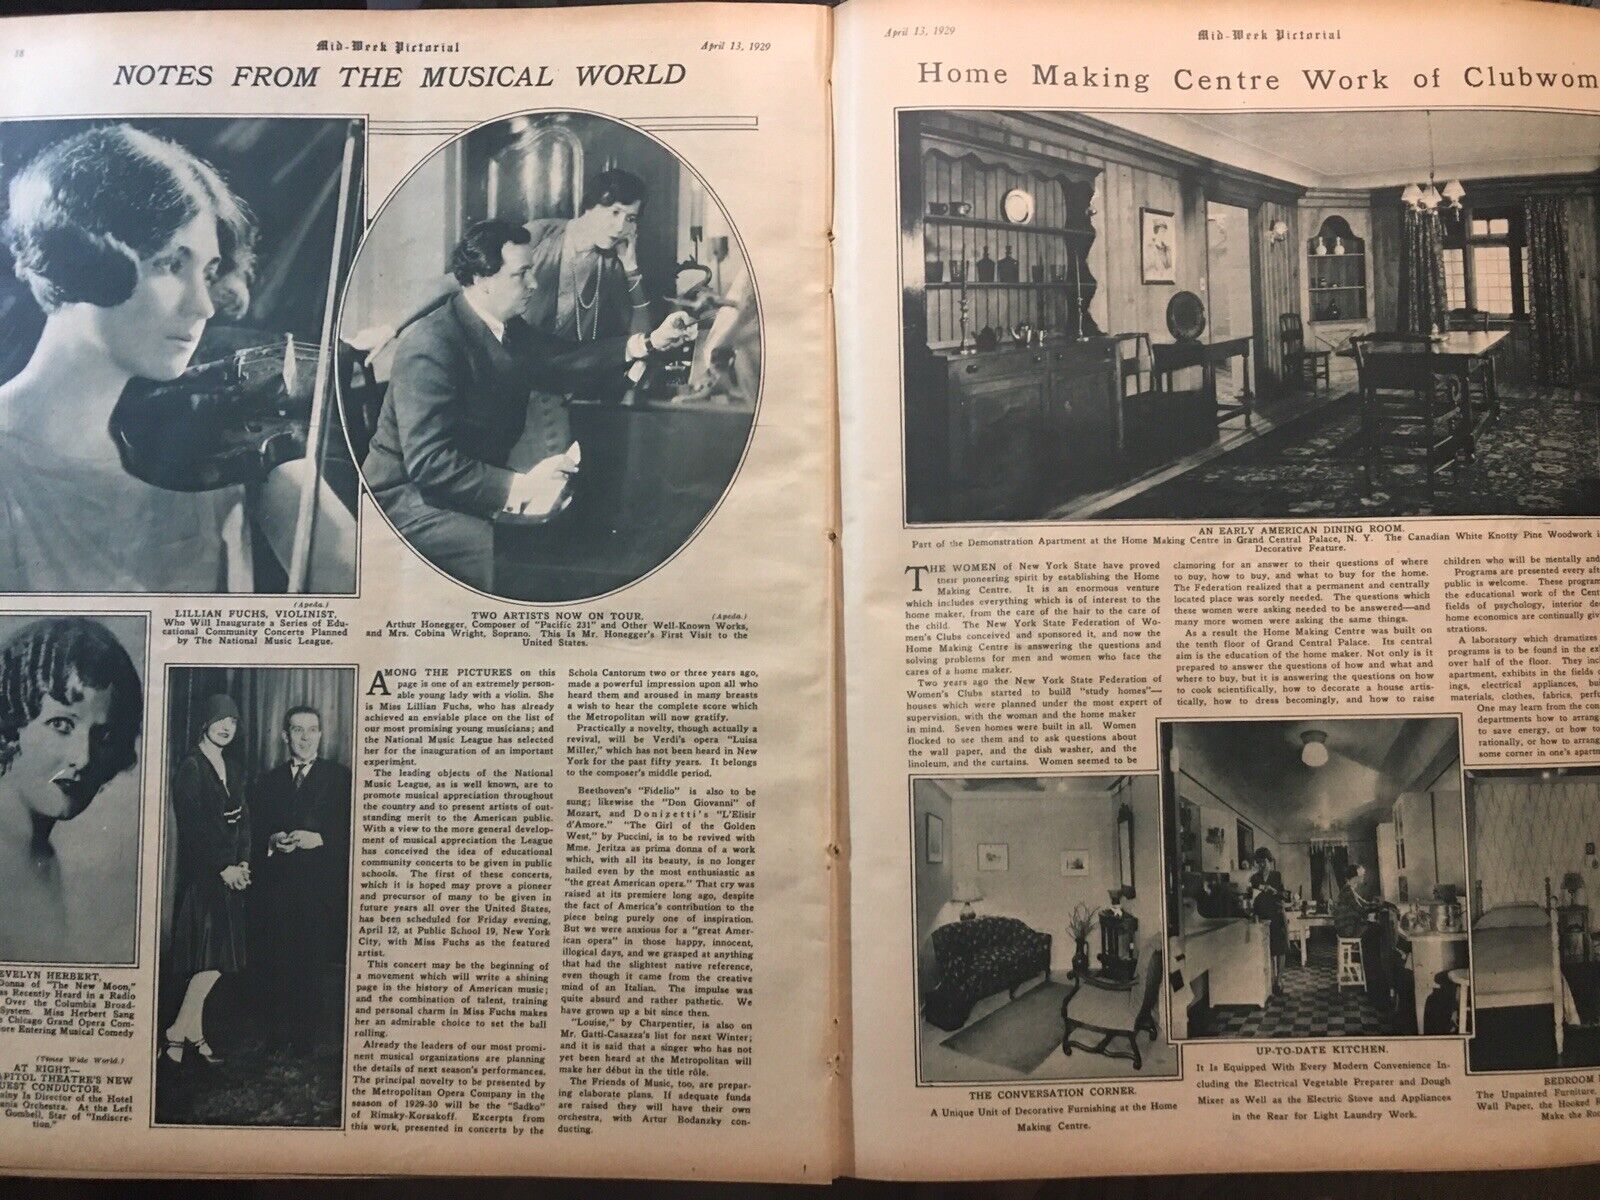 18
Mid-Week Pictorial
April 13, 1929
NOTES FROM THE MUSICAL WORLD
(Apeda.)
LILLIAN FUCHS, VIOLINIST,
Who Will Inaugurate a Series of Edu-
cational Community Concerts Planned
by The National Music League.
(Apeda.)
TWO ARTISTS NOW ON TOUR.
Arthur Honegger, Composer of "Pacific 231" and Other Well-Known Works,
and Mrs. Cobina Wright, Soprano. This Is Mr. Honegger's First Visit to the
United States.
EVELYN HERBERT,
Donna of "The New Moon,"
as Recently Heard in a Radio
Over the Columbia Broad-
System. Miss Herbert Sang
Chicago Grand Opera Com-
ore Entering Musical Comedy
(Times Wide World.)
AT RIGHT—
APITOL THEATRE'S NEW
UEST CONDUCTOR.
Is Director of the Hotel
ania Orchestra. At the Left
Gombell, Star of "Indiscre-
tion."
AMONG THE PICTURES on this
page is one of an extremely person-
able young lady with a violin. She
is Miss Lillian Fuchs, who has already
achieved an enviable place on the list of
our most promising young musicians; and
the National Music League has selected
her for the inauguration of an important
experiment.
The leading objects of the National
Music League, as is well known, are to
promote musical appreciation throughout
the country and to present artists of out-
standing merit to the American public.
With a view to the more general develop-
ment of musical appreciation the League
has conceived the idea of educational
community concerts to be given in public
schools. The first of these concerts,
which it is hoped may prove a pioneer
and precursor of many to be given in
future years all over the United States,
has been scheduled for Friday evening,
April 12, at Public School 19, New York
City, with Miss Fuchs as the featured
artist.
This concert may be the beginning of
a movement which will write a shining
page in the history of American music;
and the combination of talent, training
and personal charm in Miss Fuchs makes
her an admirable choice to set the ball
rolling.
Already the leaders of our most promi-
nent musical organizations are planning
the details of next season's performances.
The principal novelty to be presented by
the Metropolitan Opera Company in the
season of 1929-30 will be the "Sadko"
of Rimsky-Korsakoff. Excerpts from
this work, presented in concerts by the
Schola Cantorum two or three years ago,
made a powerful impression upon all who
heard them and aroused in many breasts
a wish to hear the complete score which
the Metropolitan will now gratify.
Practically a novelty, though actually a
revival, will be Verdi's opera "Luisa
Miller," which has not been heard in New
York for the past fifty years. It belongs
to the composer's middle period.
Beethoven's "Fidelio" is also to be
sung; likewise the "Don Giovanni" of
Mozart, and Donizetti's "L'Elisir
d'Amore." "The Girl of the Golden
West," by Puccini, is to be revived with
Mme. Jeritza as prima donna of a work
which, with all its beauty, is no longer
hailed even by the most enthusiastic as
"the great American opera." That cry was
raised at its premiere long ago, despite
the fact of America's contribution to the
piece being purely one of inspiration.
But we were anxious for a "great Amer-
ican opera" in those happy, innocent,
illogical days, and we grasped at anything
that had the slightest native reference,
even though it came from the creative
mind of an Italian. The impulse was
quite absurd and rather pathetic. We
have grown up a bit since then.
"Louise," by Charpentier, is also on
Mr. Gatti-Casazza's list for next Winter;
and it is said that a singer who has not
yet been heard at the Metropolitan will
make her début in the title rôle.
The Friends of Music, too, are prepar-
ing elaborate plans. If adequate funds
are raised they will have their own
orchestra, with Artur Bodanzky con-
ducting.
April 13, 1929
Mid-Week Pictorial
Home Making Centre Work of Clubwom
AN EARLY AMERICAN DINING ROOM.
Part of the Demonstration Apartment at the Home Making Centre in Grand Central Palace, N. Y. The Canadian White Knotty Pine Woodwork i
Decorative Feature.
THE WOMEN of New York State have proved
their pioneering spirit by establishing the Home
Making Centre. It is an enormous venture
which includes everything which is of interest to the
home maker, from the care of the hair to the care of
the child. The New York State Federation of Wo-
men's Clubs conceived and sponsored it, and now the
Home Making Centre is answering the questions and
solving problems for men and women who face the
cares of a home maker.
Two years ago the New York State Federation of
Women's Clubs started to build "study homes"—
houses which were planned under the most expert of
supervision, with the woman and the home maker
in mind. Seven homes were built in all. Women
flocked to see them and to ask questions about
the wall paper, and the dish washer, and the
linoleum, and the curtains. Women seemed to be
clamoring for an answer to their questions of where
to buy, how to buy, and what to buy for the home.
The Federation realized that a permanent and centrally
located place was sorely needed. The questions which
these women were asking needed to be answered—and
many more women were asking the same things.
As a result the Home Making Centre was built on
the tenth floor of Grand Central Palace. Its central
aim is the education of the home maker. Not only is it
prepared to answer the questions of how and what and
where to buy, but it is answering the questions on how
to cook scientifically, how to decorate a house artis-
tically, how to dress becomingly, and how to raise
children who will be mentally and
Programs are presented every aft
public is welcome. These program
the educational work of the Cent
fields of psychology, interior de
home economics are continually giv
strations.
A laboratory which dramatizes
programs is to be found in the ex
over half of the floor. They inc
apartment, exhibits in the fields
ings, electrical appliances, bui
materials, clothes, fabrics, perf
One may learn from the con
departments how to arrang
to save energy, or how to
rationally, or how to arrang
some corner in one's apartm
THE CONVERSATION CORNER.
A Unique Unit of Decorative Furnishing at the Home
Making Centre.
UP-TO-DATE KITCHEN.
It Is Equipped With Every Modern Convenience In-
cluding the Electrical Vegetable Preparer and Dough
Mixer as Well as the Electric Stove and Appliances
in the Rear for Light Laundry Work.
BEDROOM
The Unpainted Furniture,
Wall Paper, the Hooked R
Make the Roo